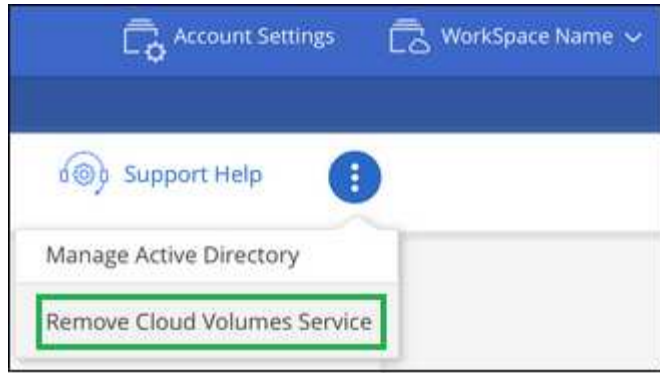 Account Settings
WorkSpace Name
Support Help
Manage Active Directory
Remove Cloud Volumes Service